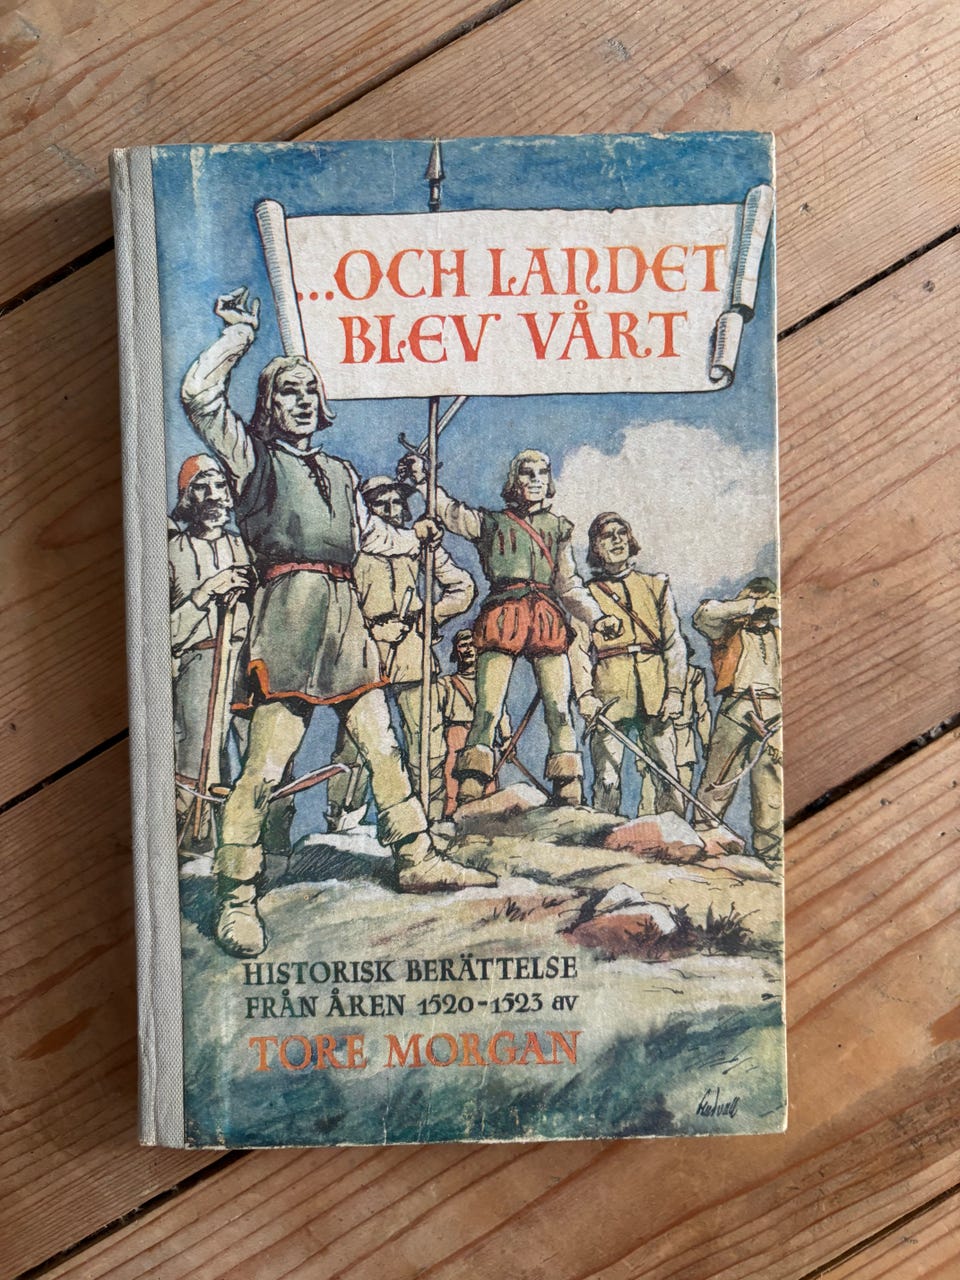 ...OCH LANDET
BLEV VÅRT
HISTORISK BERÄTTELSE
FRÅN ÅREN 1520-1523 av
TORE MORGAN